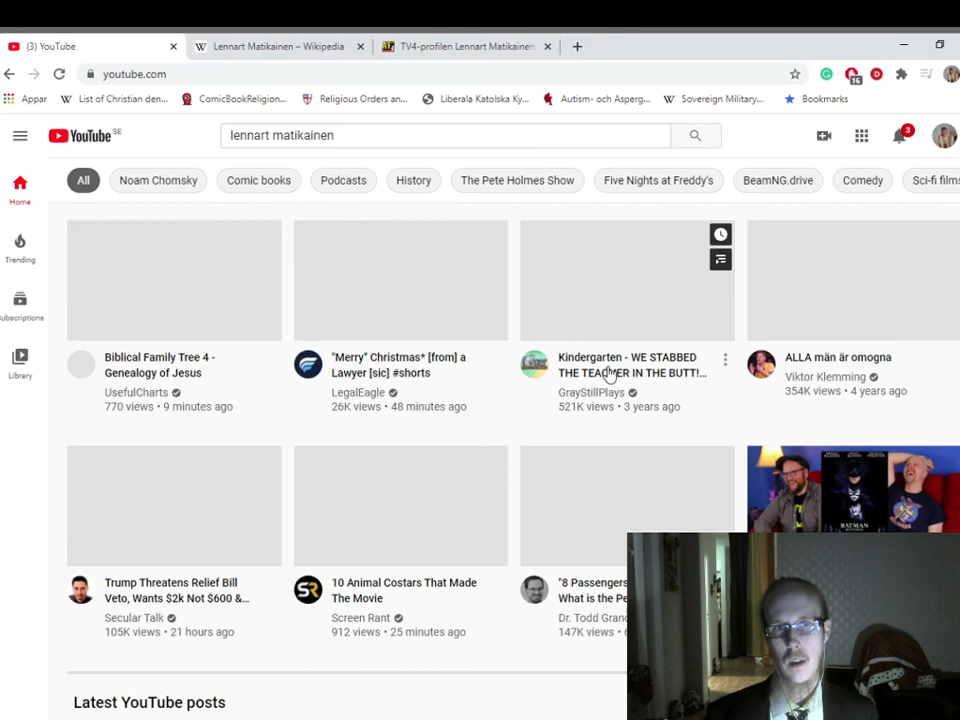 (3) YouTube
Lennart Matikainen – Wikipedia
TV4-profilen Lennart Matikainen
youtube.com
16
Appar
List of Christian den...
ComicBookReligion...
Religious Orders an...
Liberala Katolska Ky...
Autism- och Asperg...
Sovereign Military...
Bookmarks
YouTube SE
lennart matikainen
3
All
Noam Chomsky
Comic books
Podcasts
History
The Pete Holmes Show
Five Nights at Freddy's
BeamNG.drive
Comedy
Sci-fi films
Home
Trending
Subscriptions
Library
Biblical Family Tree 4 -
Genealogy of Jesus
UsefulCharts
770 views • 9 minutes ago
"Merry" Christmas* [from] a
Lawyer [sic] #shorts
LegalEagle
26K views • 48 minutes ago
Kindergarten - WE STABBED
THE TEACHER IN THE BUTT!...
GrayStillPlays
521K views • 3 years ago
ALLA män är omogna
Viktor Klemming
354K views • 4 years ago
Trump Threatens Relief Bill
Veto, Wants $2k Not $600 &...
Secular Talk
105K views • 21 hours ago
10 Animal Costars That Made
The Movie
Screen Rant
912 views • 25 minutes ago
"8 Passengers
What is the Pe
Dr. Todd Grand
147K views •
BATMAN
RETURNS
Latest YouTube posts